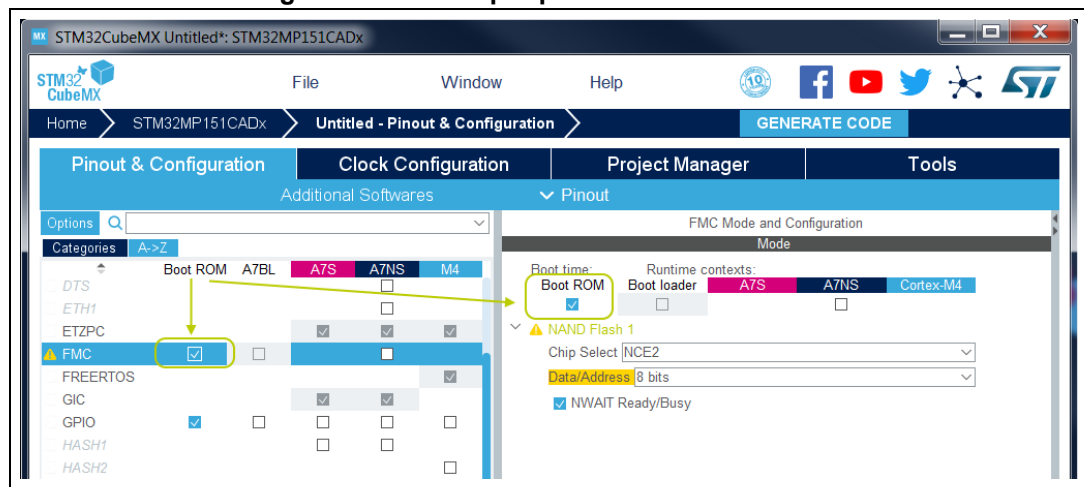 STM32CubeMX Untitled*: STM32MP151CADx
STM32 CubeMX File Window Help
Home STM32MP151CADx Untitled - Pinout & Configuration GENERATE CODE
Pinout & Configuration Clock Configuration Project Manager Tools
Additional Softwares Pinout
Options
Categories A->Z
Boot ROM A7BL A7S A7NS M4
DTS
ETH1
ETZPC
FMC
FREERTOS
GIC
GPIO
HASH1
HASH2
FMC Mode and Configuration
Mode
Boot time: Runtime contexts:
Boot ROM Boot loader A7S A7NS Cortex-M4
NAND Flash 1
Chip Select NCE2
Data/Address 8 bits
NWAIT Ready/Busy